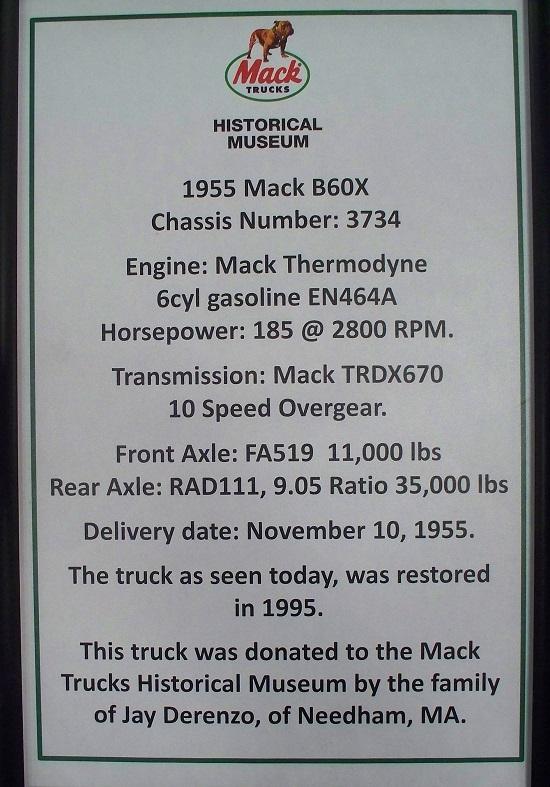 Mack
TRUCKS
HISTORICAL
MUSEUM
1955 Mack B60X
Chassis Number: 3734
Engine: Mack Thermodyne
6cyl gasoline EN464A
Horsepower: 185 @ 2800 RPM.
Transmission: Mack TRDX670
10 Speed Overgear.
Front Axle: FA519  11,000 lbs
Rear Axle: RAD111, 9.05 Ratio 35,000 lbs
Delivery date: November 10, 1955.
The truck as seen today, was restored
in 1995.
This truck was donated to the Mack
Trucks Historical Museum by the family
of Jay Derenzo, of Needham, MA.